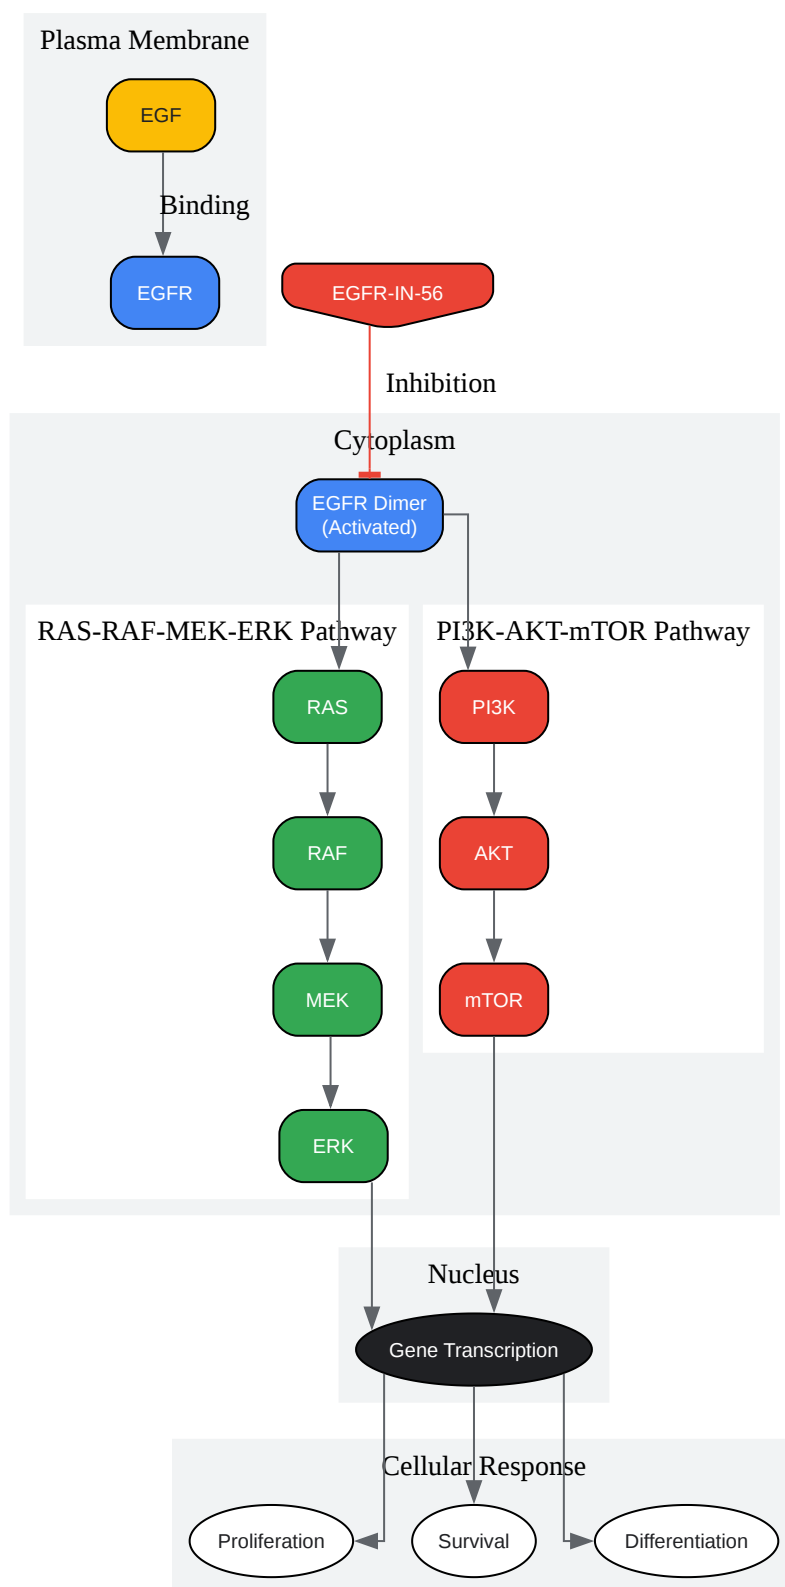 Plasma Membrane
EGF
Binding
EGFR
EGFR-IN-56
Inhibition
Cytoplasm
EGFR Dimer
(Activated)
RAS-RAF-MEK-ERK Pathway
PI3K-AKT-mTOR Pathway
RAS
PI3K
RAF
AKT
MEK
mTOR
ERK
Nucleus
Gene Transcription
Cellular Response
Proliferation
Survival
Differentiation